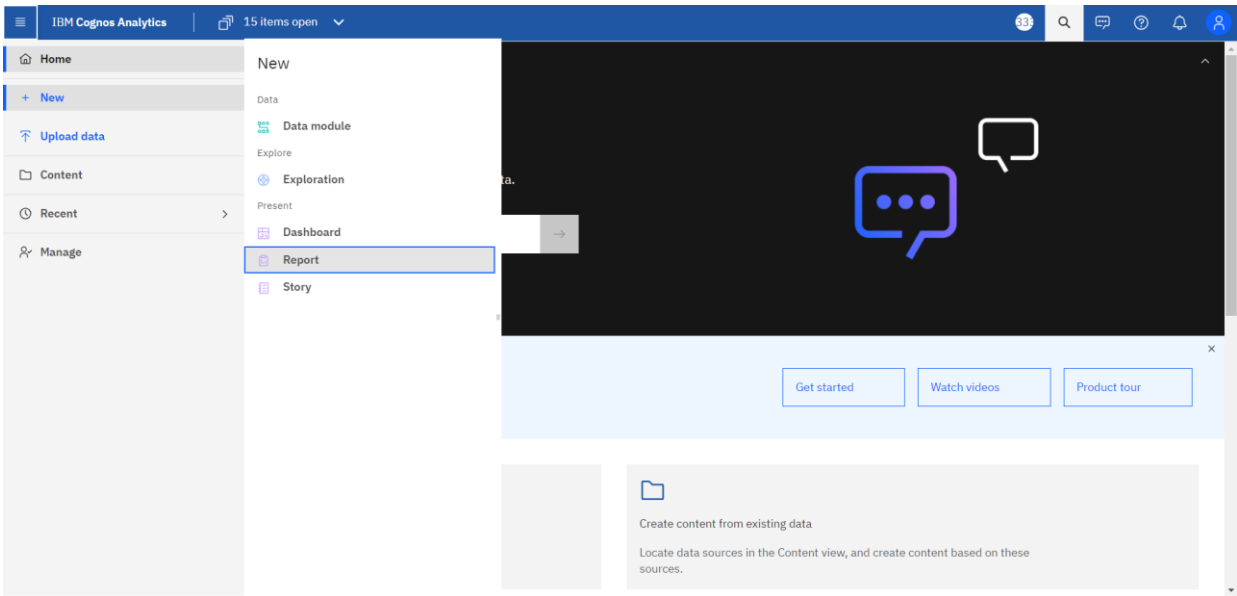 IBM Cognos Analytics
15 items open
Home
New
Upload data
Content
Recent
Manage
New
Data
Data module
Explore
Exploration
Present
Dashboard
Report
Story
ta.
Get started
Watch videos
Product tour
Create content from existing data
Locate data sources in the Content view, and create content based on these
sources.